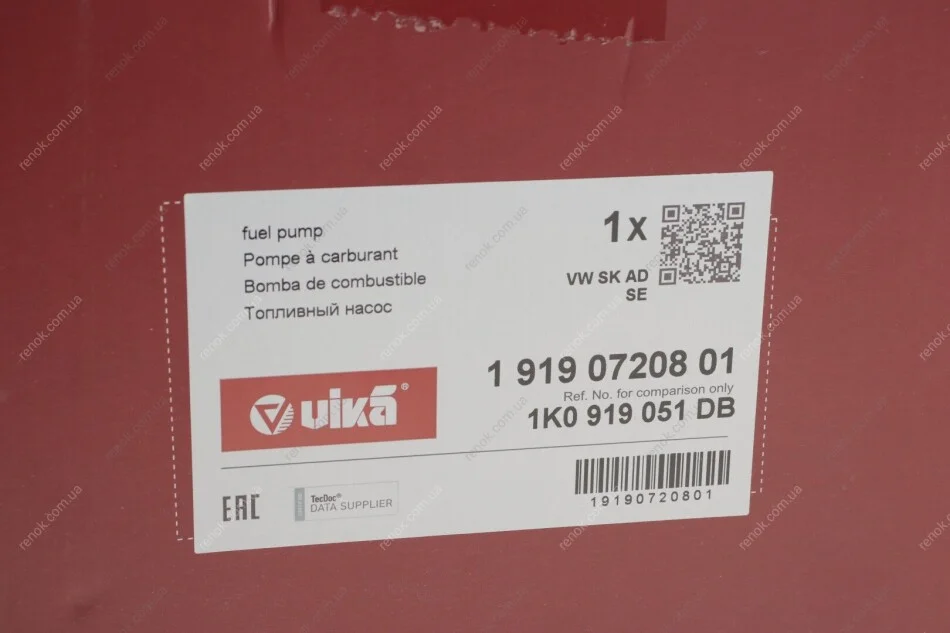 fuel pump
Pompe à carburant
Bomba de combustible
Топливный насос
1x
VW SK AD
SE
vika®
1 919 07208 01
Ref. No. for comparison only
1K0 919 051 DB
EAC
TecDoc®
DATA SUPPLIER
19190720801
renok.com.ua